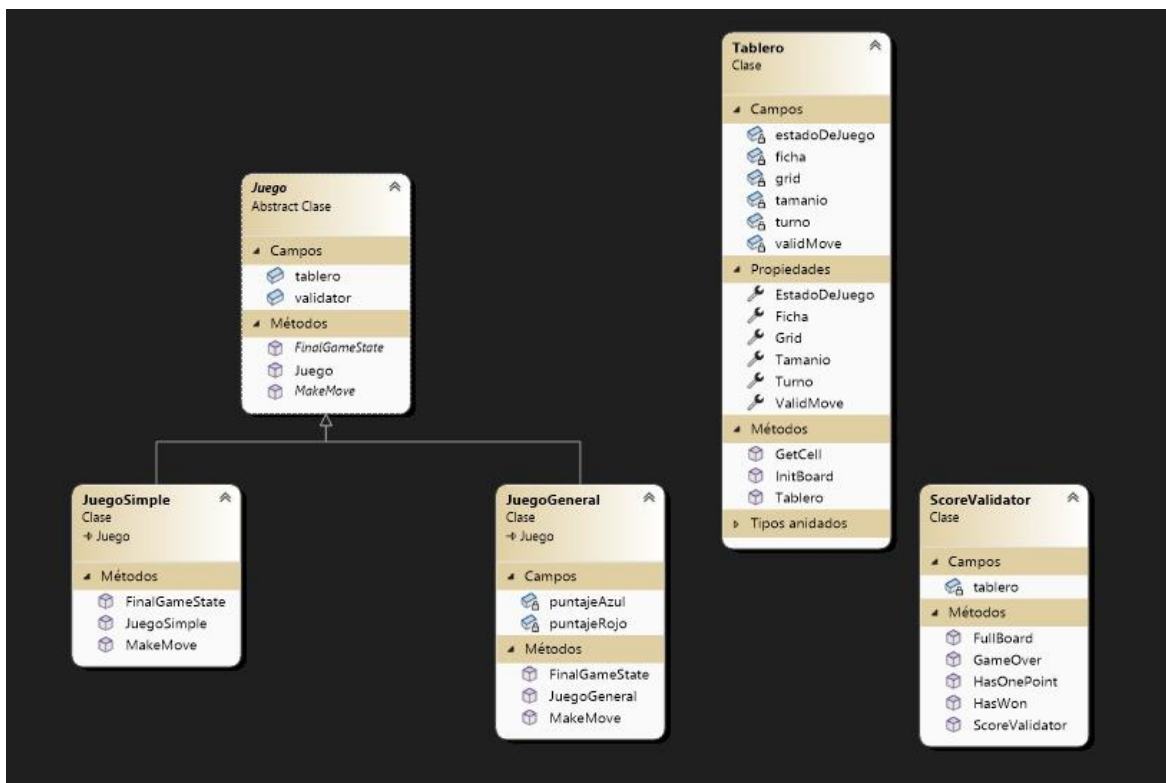 Juego
Abstract Clase
Campos
tablero
validator
Métodos
FinalGameState
Juego
MakeMove
JuegoSimple
Clase
Juego
Métodos
FinalGameState
JuegoSimple
MakeMove
JuegoGeneral
Clase
Juego
Campos
puntajeAzul
puntajeRojo
Métodos
FinalGameState
JuegoGeneral
MakeMove
Tablero
Clase
Campos
estadoDeJuego
ficha
grid
tamanio
turno
validMove
Propiedades
EstadoDeJuego
Ficha
Grid
Tamanio
Turno
ValidMove
Métodos
GetCell
InitBoard
Tablero
Tipos anidados
ScoreValidator
Clase
Campos
tablero
Métodos
FullBoard
GameOver
HasOnePoint
HasWon
ScoreValidator